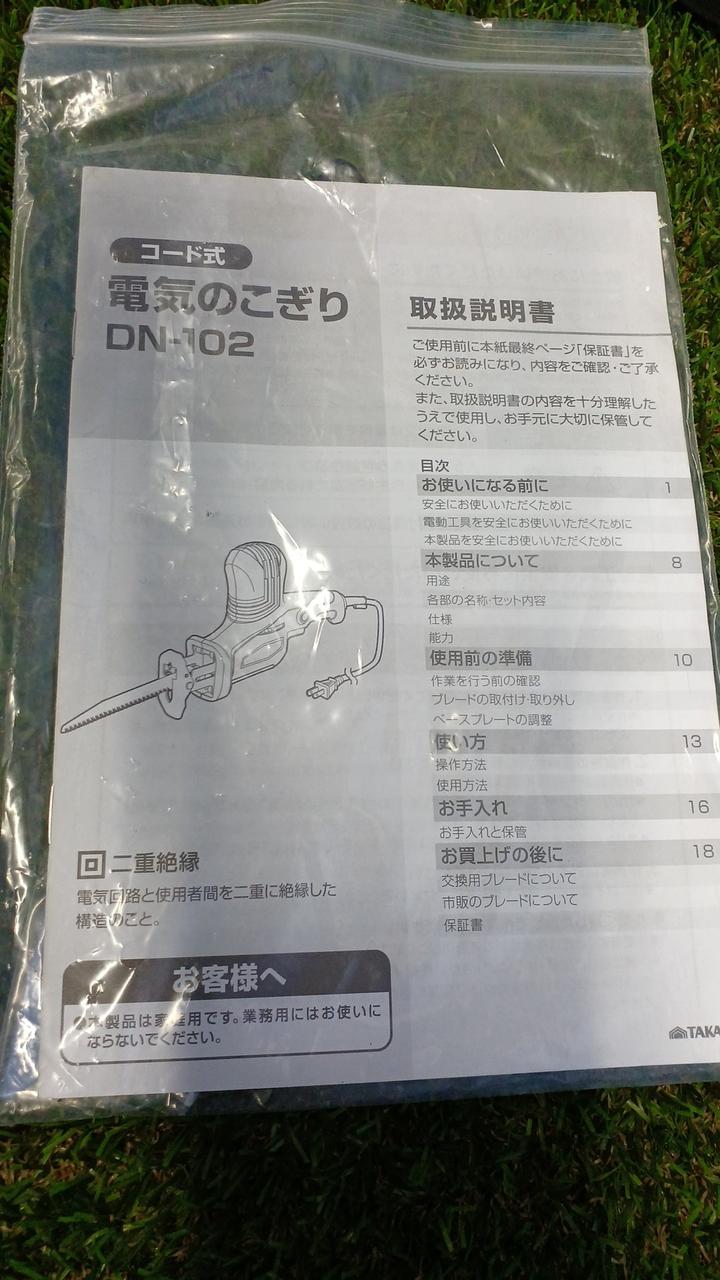 コード式
電気のこぎり
DN-102
取扱説明書
ご使用前に本紙最終ページ「保証書」を
必ずお読みになり、内容をご確認・ご了承
ください。
また、取扱説明書の内容を十分理解した
うえで使用し、お手元に大切に保管して
ください。
目次
お使いになる前に 1
安全にお使いいただくために
電動工具を安全にお使いいただくために
本製品を安全にお使いいただくために
本製品について 8
用途
各部の名称・セット内容
仕様
能力
使用前の準備 10
作業を行う前の確認
ブレードの取付け・取り外し
ベースプレートの調整
使い方 13
操作方法
使用方法
お手入れ 16
お手入れと保管
お買上げの後に 18
交換用ブレードについて
市販のブレードについて
保証書
回 二重絶縁
電気回路と使用者間を二重に絶縁した
構造のこと。
お客様へ
●本製品は家庭用です。業務用にはお使いに
ならないでください。
TAKA